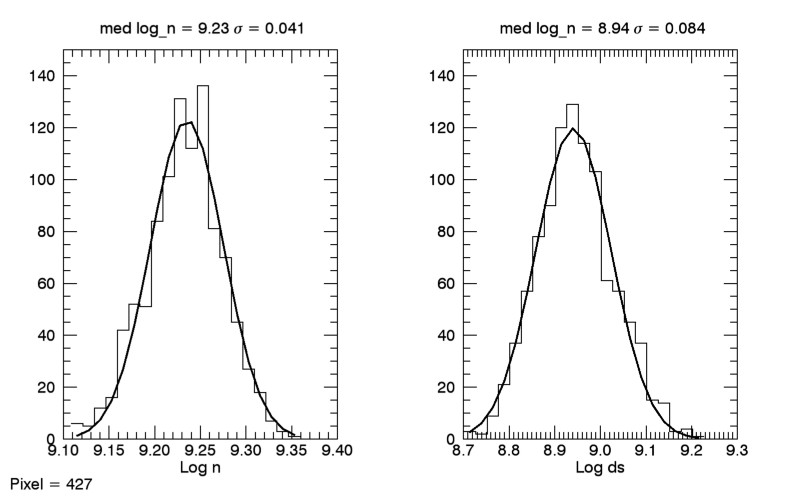 med log_n = 9.23 σ = 0.041
med log_n = 8.94 σ = 0.084
140
120
100
80
60
40
20
0
9.10 9.15 9.20 9.25 9.30 9.35 9.40
Log n
140
120
100
80
60
40
20
0
8.7 8.8 8.9 9.0 9.1 9.2 9.3
Log ds
Pixel = 427